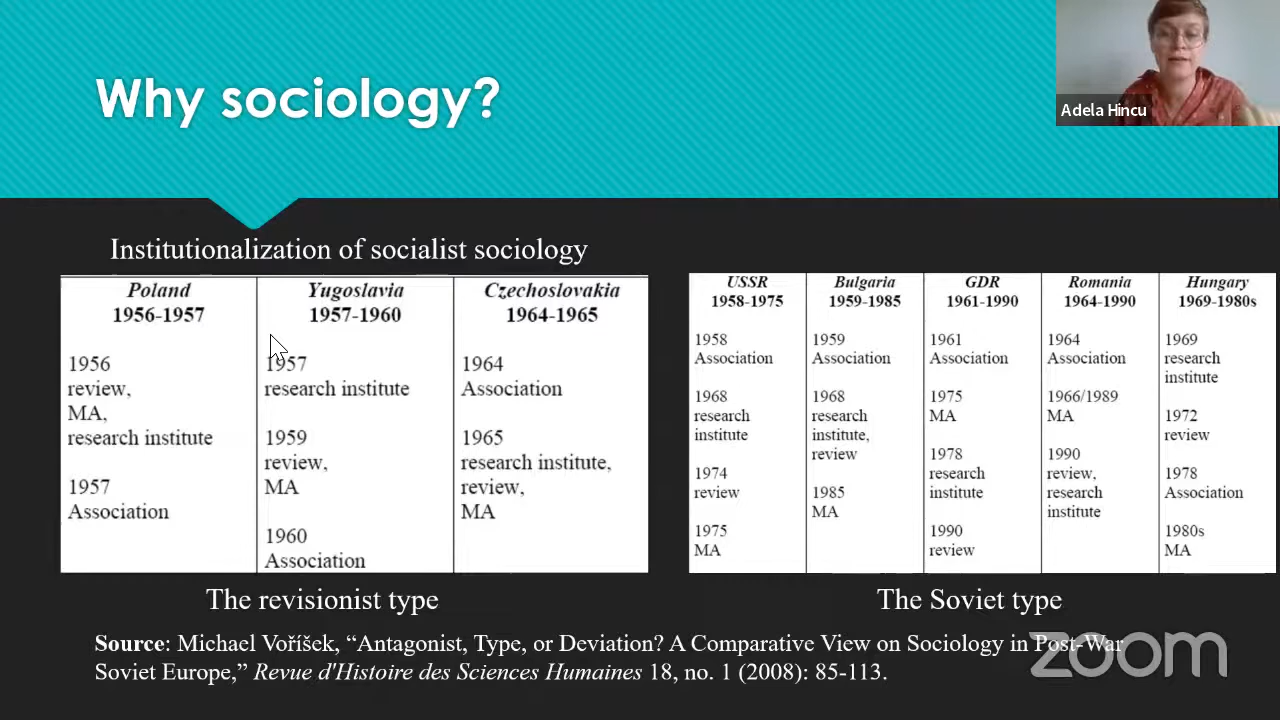 Why sociology?
Adela Hincu
Institutionalization of socialist sociology
Poland
1956-1957
1956
review,
MA,
research institute
1957
Association
Yugoslavia
1957-1960
1957
research institute
1959
review,
MA
1960
Association
Czechoslovakia
1964-1965
1964
Association
1965
research institute,
review,
MA
The revisionist type
USSR
1958-1975
1958
Association
1968
research
institute
1974
review
1975
MA
Bulgaria
1959-1985
1959
Association
1968
research
institute,
review
1985
MA
GDR
1961-1990
1961
Association
1975
MA
1978
research
institute
1990
review
Romania
1964-1990
1964
Association
1966/1989
MA
1990
review,
research
institute
Hungary
1969-1980s
1969
research
institute
1972
review
1978
Association
1980s
MA
The Soviet type
Source: Michael Voříšek, “Antagonist, Type, or Deviation? A Comparative View on Sociology in Post-War
Soviet Europe,” Revue d'Histoire des Sciences Humaines 18, no. 1 (2008): 85-113.
zoom